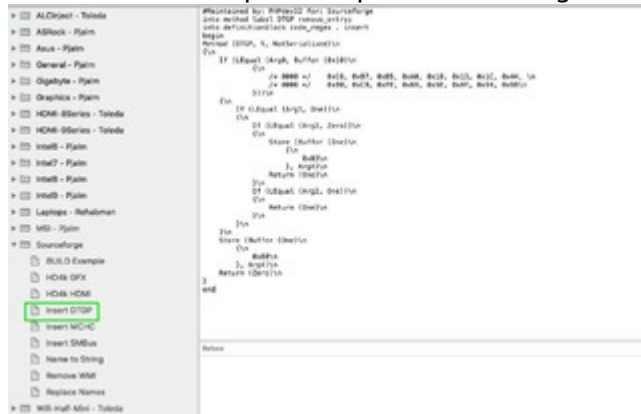 ALCInject - Toleda
ASRock - Pjalm
Asus - Pjalm
General - Pjalm
Gigabyte - Pjalm
Graphics - Pjalm
HDMI -8Series - Toleda
HDMI -9Series - Toleda
Intel6 - Pjalm
Intel7 - Pjalm
Intel8 - Pjalm
Intel9 - Pjalm
Laptops - Rehabman
MSI - Pjalm
Sourceforge
BUILD Example
HD4k GFX
HD4k HDMI
Insert DTGP
Insert MCHC
Insert SMBus
Name to String
Remove WMI
Replace Names
Wifi-Half-Mini - Toleda
#Maintained by: PHPdev32 for: Sourceforge
into method label DTGP remove_entry;
into definitionblock code_regex . insert
begin
Method (DTGP, 5, NotSerialized)\n
{\n
If (LEqual (Arg0, Buffer (0x10)\n
{\n
}))\n
{\n
If (LEqual (Arg1, One))\n
{\n
If (LEqual (Arg2, Zero))\n
{\n
Store (Buffer (One)\n
{\n
0x03\n
}, Arg4)\n
Return (One)\n
}\n
If (LEqual (Arg2, One))\n
{\n
Return (One)\n
}\n
}\n
}\n
Store (Buffer (One)\n
{\n
0x00\n
}, Arg4)\n
Return (Zero)\n
}
end
Before